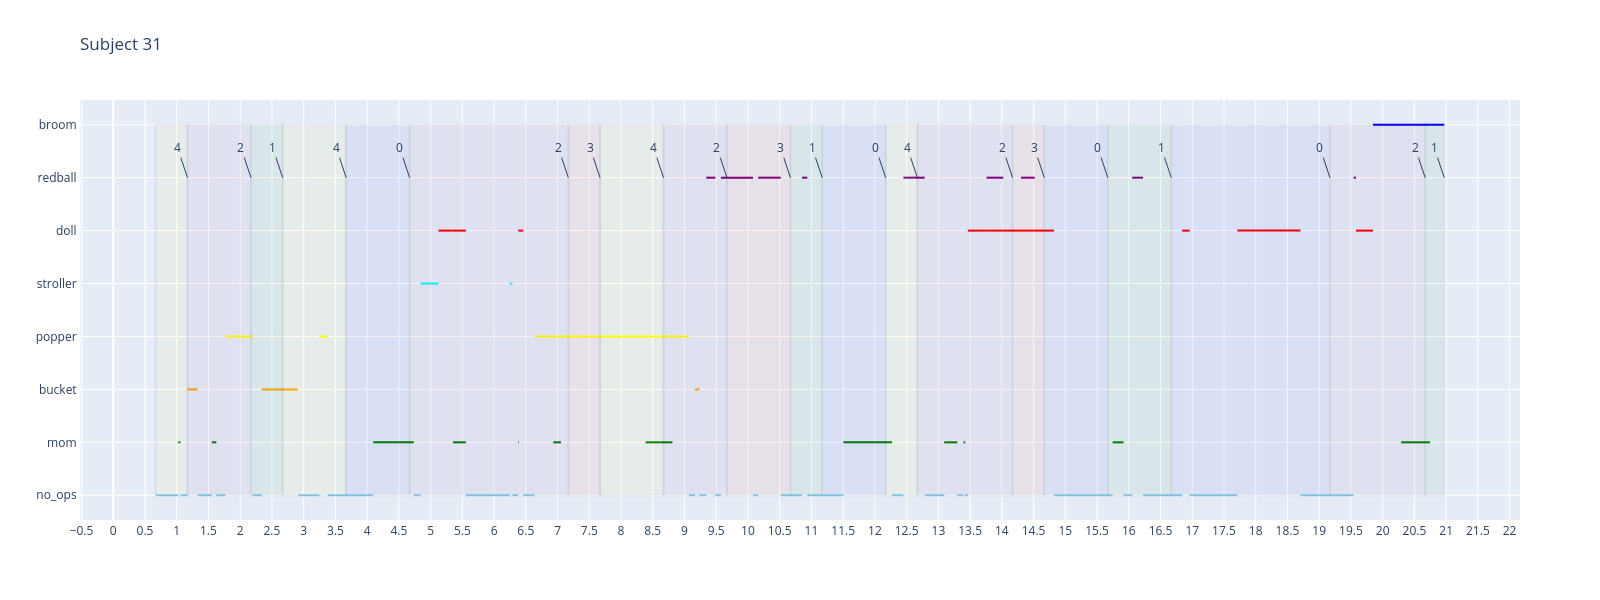 Subject 31
broom
4 2 1 4 0 2 3 4 2 3 1 0 4 2 3 0 1 0 2 1
redball
doll
stroller
popper
bucket
mom
no_ops
−0.5 0 0.5 1 1.5 2 2.5 3 3.5 4 4.5 5 5.5 6 6.5 7 7.5 8 8.5 9 9.5 10 10.5 11 11.5 12 12.5 13 13.5 14 14.5 15 15.5 16 16.5 17 17.5 18 18.5 19 19.5 20 20.5 21 21.5 22